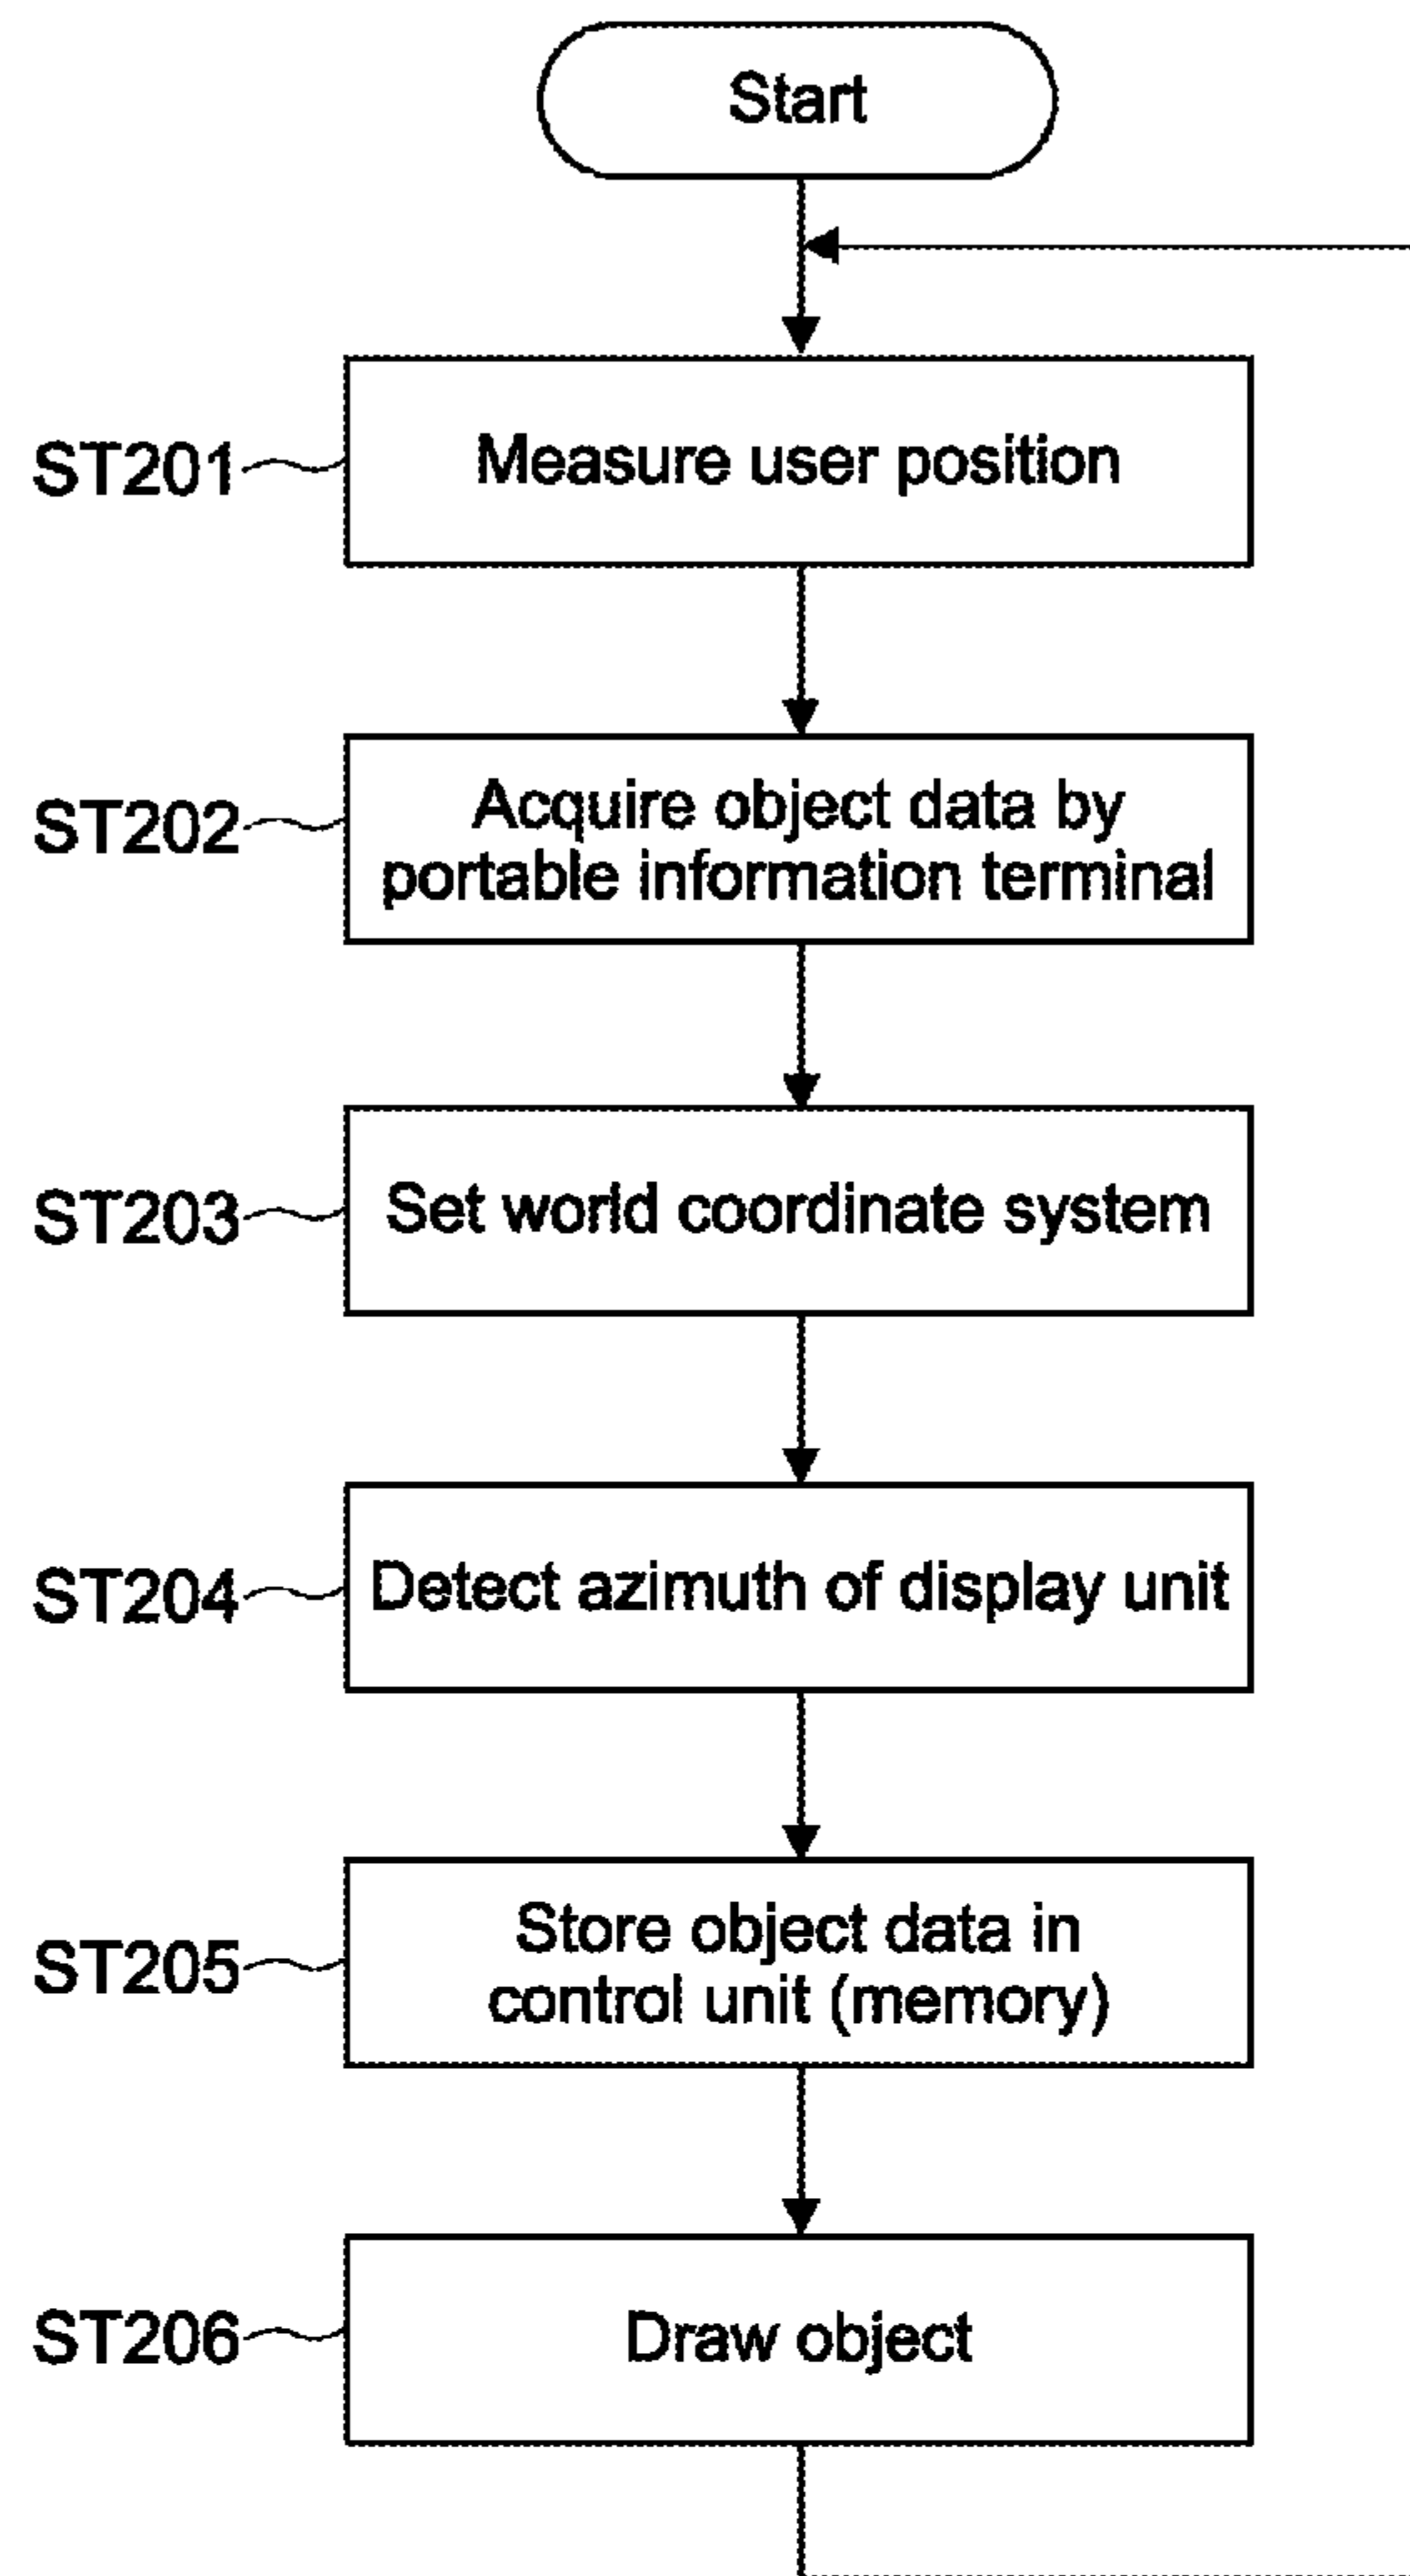 Start
ST201
Measure user position
ST202
Acquire object data by
portable information terminal
ST203
Set world coordinate system
ST204
Detect azimuth of display unit
ST205
Store object data in
control unit (memory)
ST206
Draw object